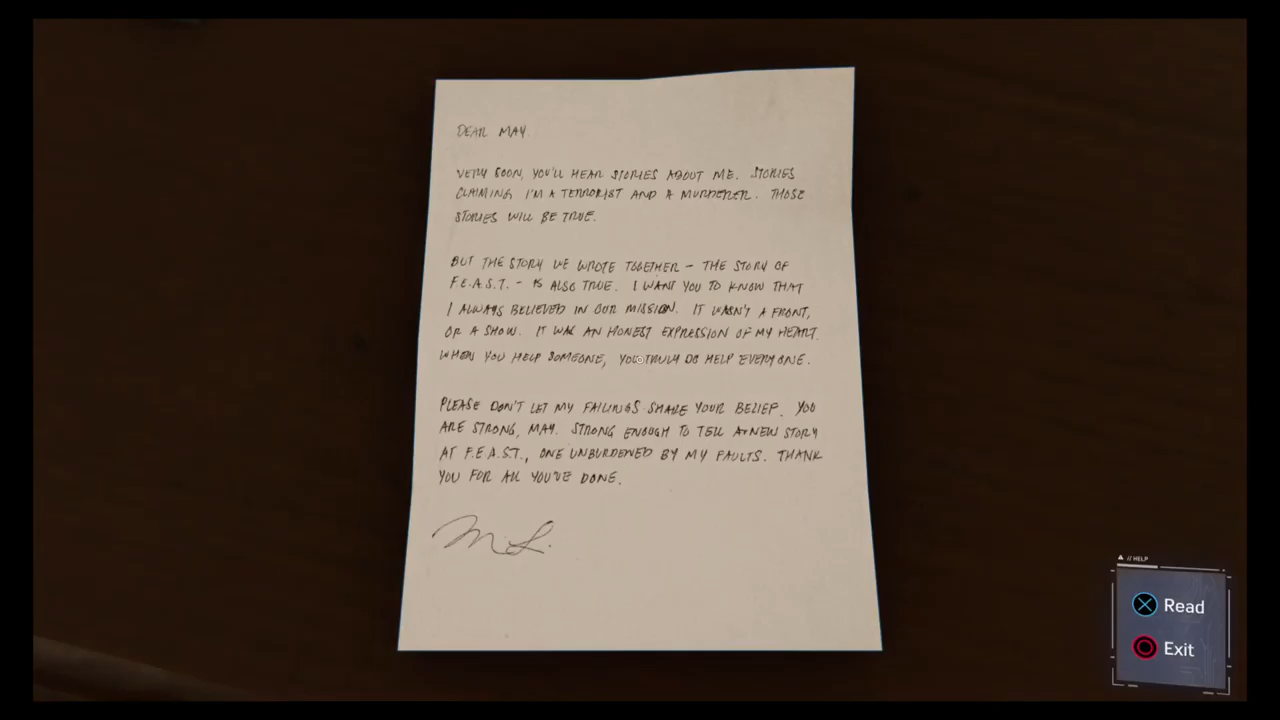 DEAR MAY.
VERY SOON, YOU'LL HEAR STORIES ABOUT ME. STORIES
CLAIMING I'M A TERRORIST AND A MURDERER. THOSE
STORIES WILL BE TRUE.
BUT THE STORY WE WROTE TOGETHER - THE STORY OF
F.E.A.S.T. - IS ALSO TRUE. I WANT YOU TO KNOW THAT
I ALWAYS BELIEVED IN OUR MISSION. IT WASN'T A FRONT,
OR A SHOW. IT WAS AN HONEST EXPRESSION OF MY HEART.
WHEN YOU HELP SOMEONE, YOU TRULY DO HELP EVERYONE.
PLEASE DON'T LET MY FAILINGS SHAKE YOUR BELIEF. YOU
ARE STRONG, MAY. STRONG ENOUGH TO TELL A NEW STORY
AT F.E.A.S.T., ONE UNBURDENED BY MY FAULTS. THANK
YOU FOR ALL YOU'VE DONE.
M.L.
// HELP
Read
Exit